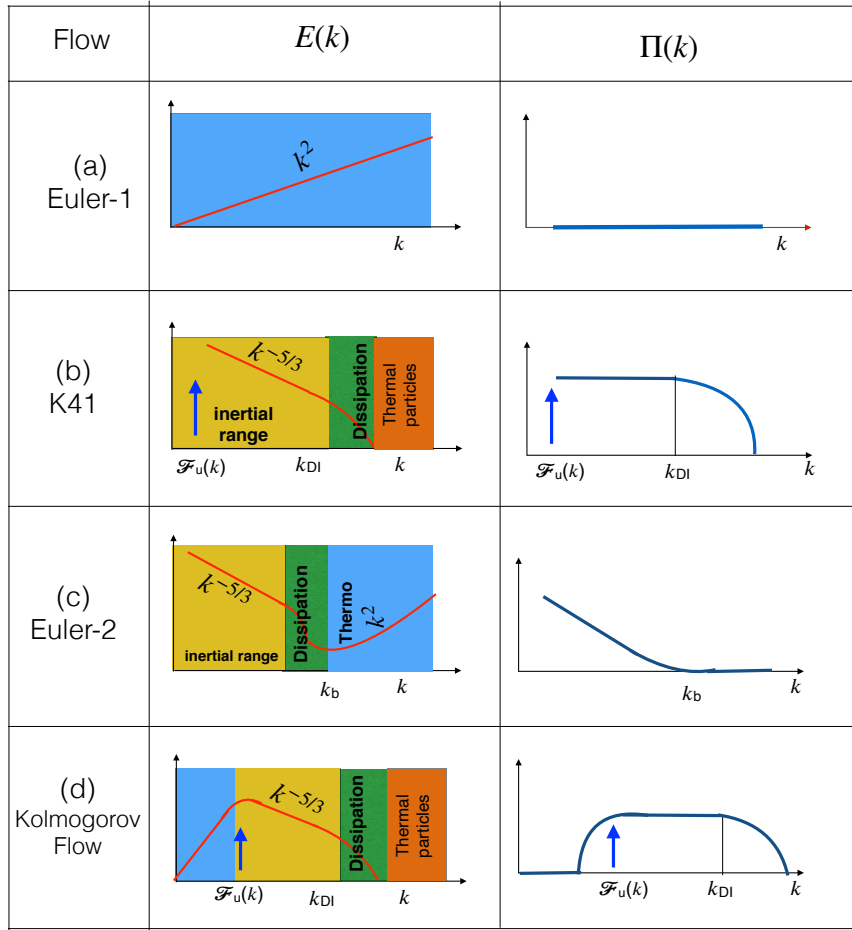 Flow
E(k)
Π(k)
(a)
Euler-1
k²
k
k
(b)
K41
k⁻⁵/³
inertial
range
Dissipation
Thermal
particles
ℱu(k)
kDI
k
ℱu(k)
kDI
k
(c)
Euler-2
k⁻⁵/³
inertial range
Dissipation
Thermo
k²
kb
k
kb
k
(d)
Kolmogorov
Flow
k⁻⁵/³
Dissipation
Thermal
particles
ℱu(k)
kDI
k
ℱu(k)
kDI
k